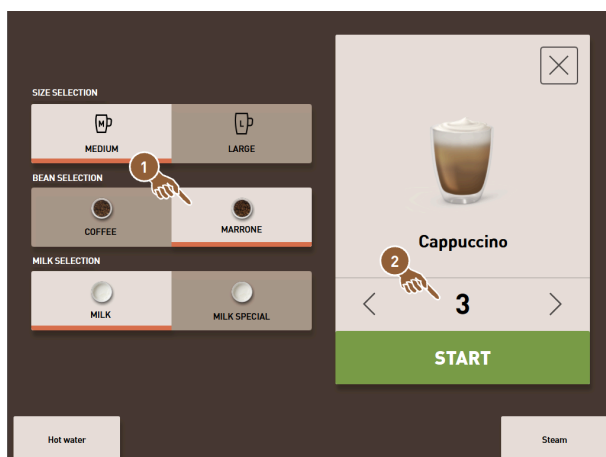 SIZE SELECTION
M
L
MEDIUM
LARGE
1
BEAN SELECTION
COFFEE
MARRONE
MILK SELECTION
MILK
MILK SPECIAL
Cappuccino
2
3
START
Hot water
Steam